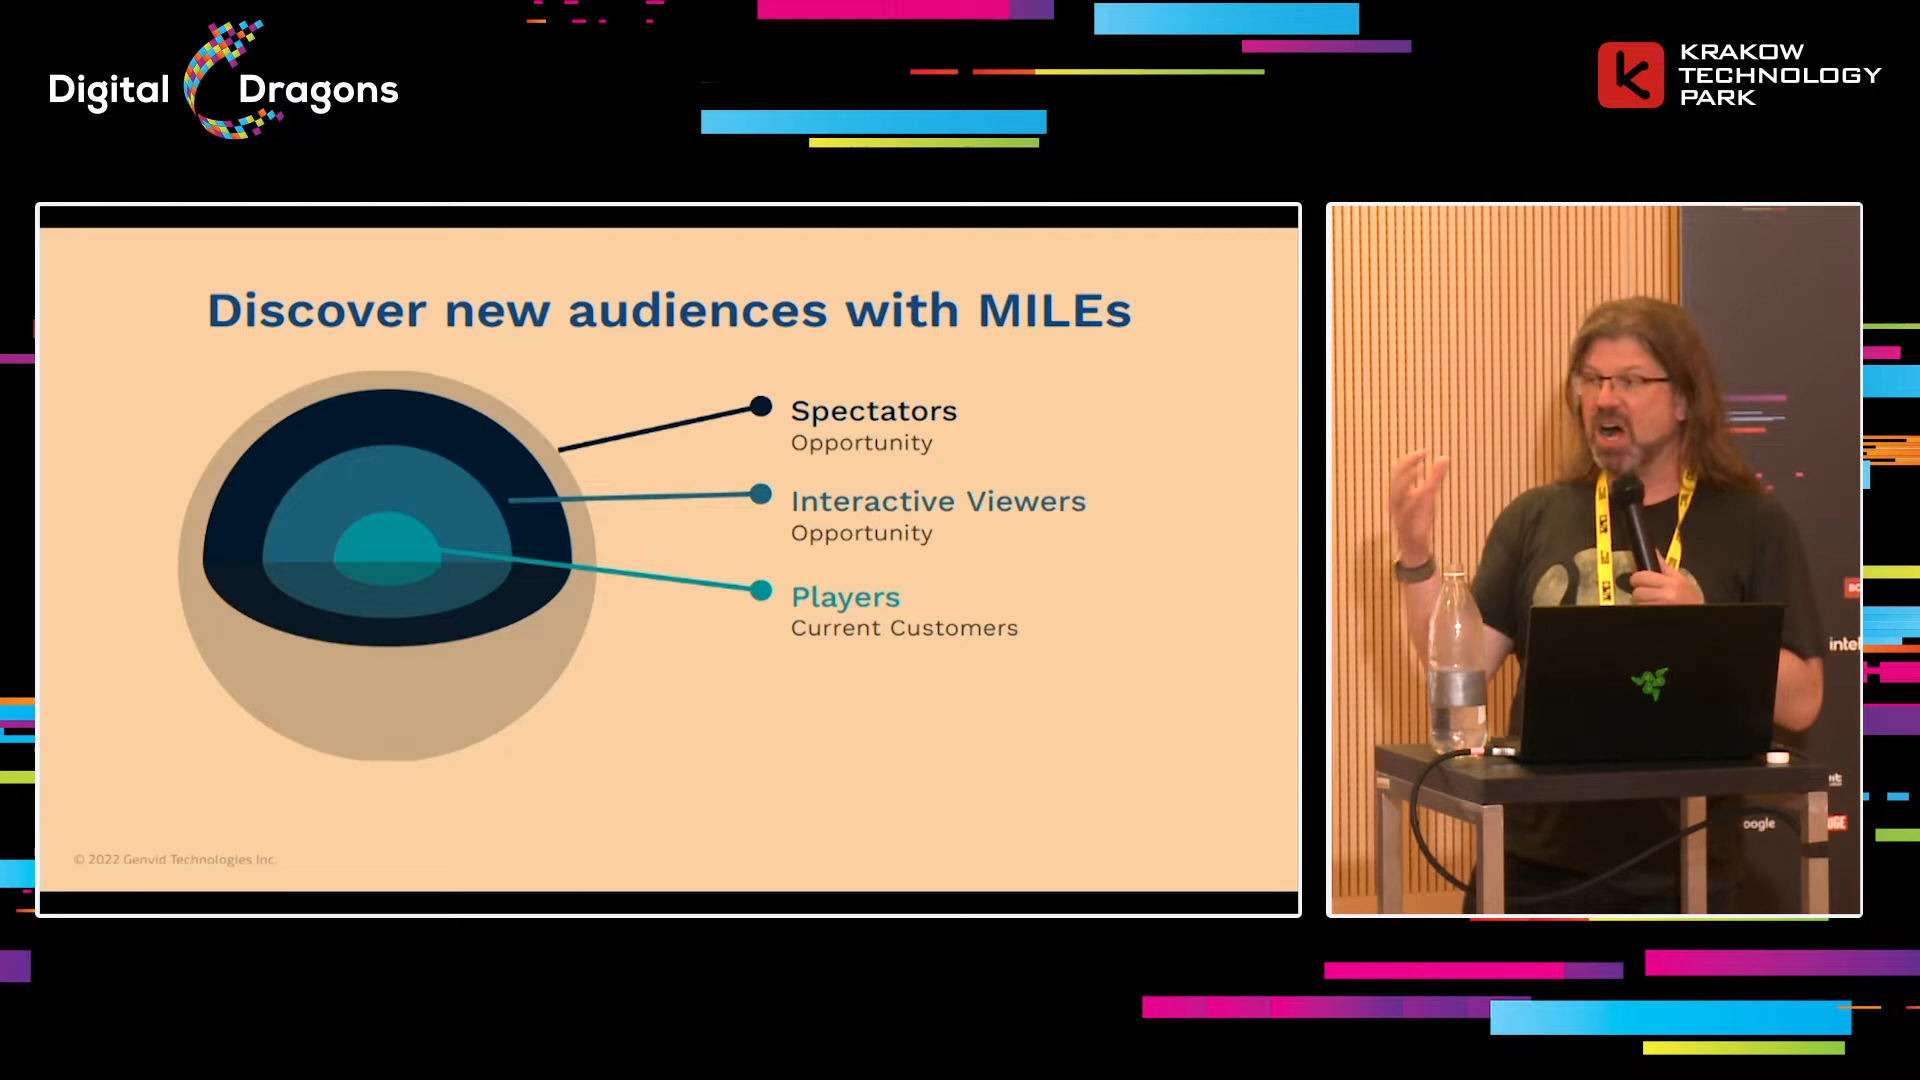 Digital Dragons
KRAKOW
TECHNOLOGY
PARK
Discover new audiences with MILEs
Spectators
Opportunity
Interactive Viewers
Opportunity
Players
Current Customers
© 2022 Genvid Technologies Inc.
intel
oogle